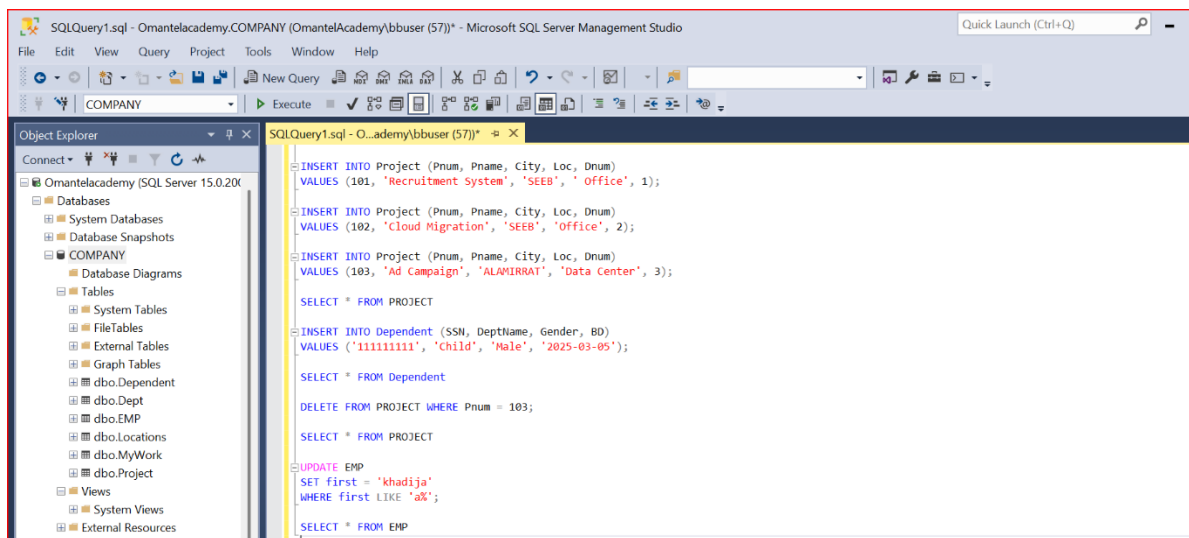 SQLQuery1.sql - Omantelacademy.COMPANY (OmantelAcademy\bbuser (57))* - Microsoft SQL Server Management Studio
Quick Launch (Ctrl+Q)
File Edit View Query Project Tools Window Help
New Query
COMPANY
Execute
Object Explorer
Connect
Omantelacademy (SQL Server 15.0.200
Databases
System Databases
Database Snapshots
COMPANY
Database Diagrams
Tables
System Tables
FileTables
External Tables
Graph Tables
dbo.Dependent
dbo.Dept
dbo.EMP
dbo.Locations
dbo.MyWork
dbo.Project
Views
System Views
External Resources
SQLQuery1.sql - O...ademy\bbuser (57))*
INSERT INTO Project (Pnum, Pname, City, Loc, Dnum)
VALUES (101, 'Recruitment System', 'SEEB', ' Office', 1);
INSERT INTO Project (Pnum, Pname, City, Loc, Dnum)
VALUES (102, 'Cloud Migration', 'SEEB', 'Office', 2);
INSERT INTO Project (Pnum, Pname, City, Loc, Dnum)
VALUES (103, 'Ad Campaign', 'ALAMIRRAT', 'Data Center', 3);
SELECT * FROM PROJECT
INSERT INTO Dependent (SSN, DeptName, Gender, BD)
VALUES ('111111111', 'Child', 'Male', '2025-03-05');
SELECT * FROM Dependent
DELETE FROM PROJECT WHERE Pnum = 103;
SELECT * FROM PROJECT
UPDATE EMP
SET first = 'khadija'
WHERE first LIKE 'a%';
SELECT * FROM EMP